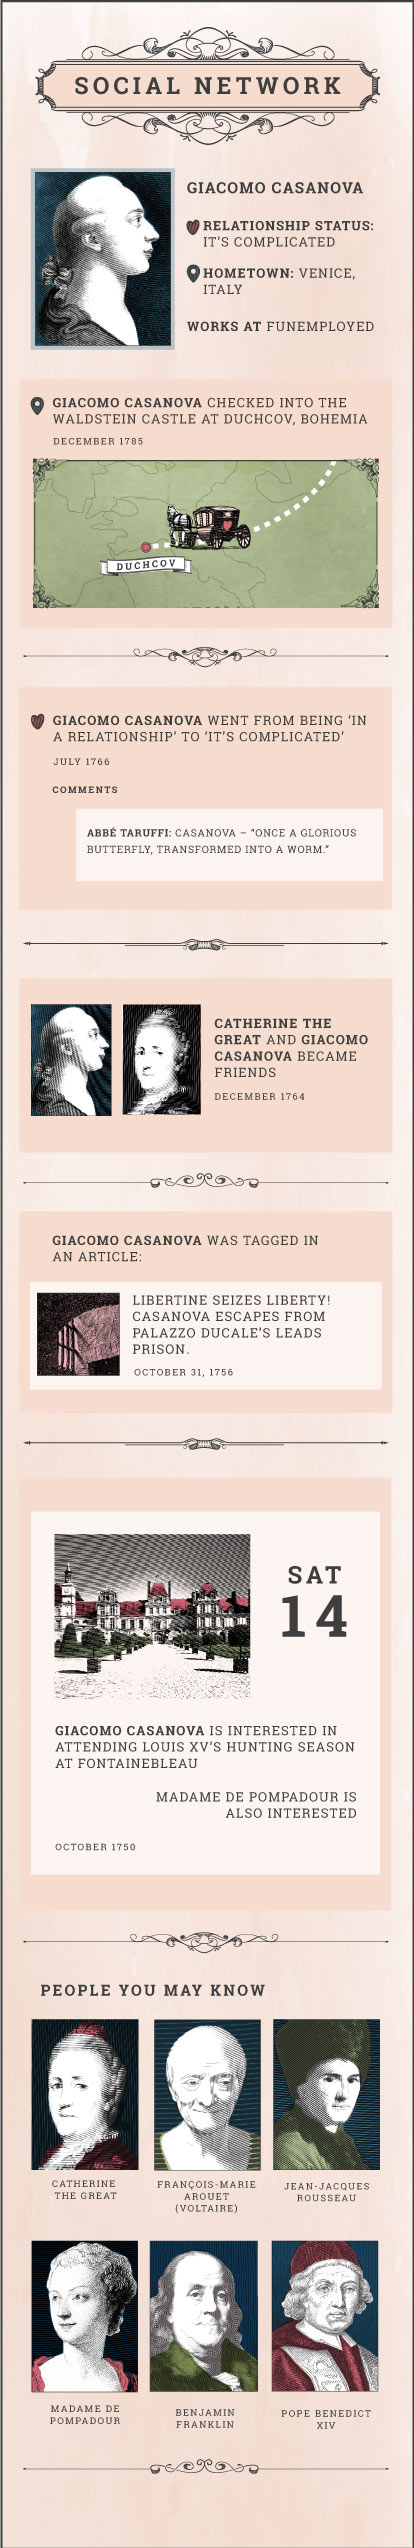 SOCIAL NETWORK
GIACOMO CASANOVA
RELATIONSHIP STATUS:
IT'S COMPLICATED
HOMETOWN: VENICE,
ITALY
WORKS AT FUNEMPLOYED
GIACOMO CASANOVA CHECKED INTO THE
WALDSTEIN CASTLE AT DUCHCOV, BOHEMIA
DECEMBER 1785
DUCHCOV
GIACOMO CASANOVA WENT FROM BEING 'IN
A RELATIONSHIP' TO 'IT'S COMPLICATED'
JULY 1766
COMMENTS
ABBÉ TARUFFI: CASANOVA – "ONCE A GLORIOUS
BUTTERFLY, TRANSFORMED INTO A WORM."
CATHERINE THE
GREAT AND GIACOMO
CASANOVA BECAME
FRIENDS
DECEMBER 1764
GIACOMO CASANOVA WAS TAGGED IN
AN ARTICLE:
LIBERTINE SEIZES LIBERTY!
CASANOVA ESCAPES FROM
PALAZZO DUCALE'S LEADS
PRISON.
OCTOBER 31, 1756
SAT
14
GIACOMO CASANOVA IS INTERESTED IN
ATTENDING LOUIS XV'S HUNTING SEASON
AT FONTAINEBLEAU
MADAME DE POMPADOUR IS
ALSO INTERESTED
OCTOBER 1750
PEOPLE YOU MAY KNOW
CATHERINE
THE GREAT
FRANÇOIS-MARIE
AROUET
(VOLTAIRE)
JEAN-JACQUES
ROUSSEAU
MADAME DE
POMPADOUR
BENJAMIN
FRANKLIN
POPE BENEDICT
XIV